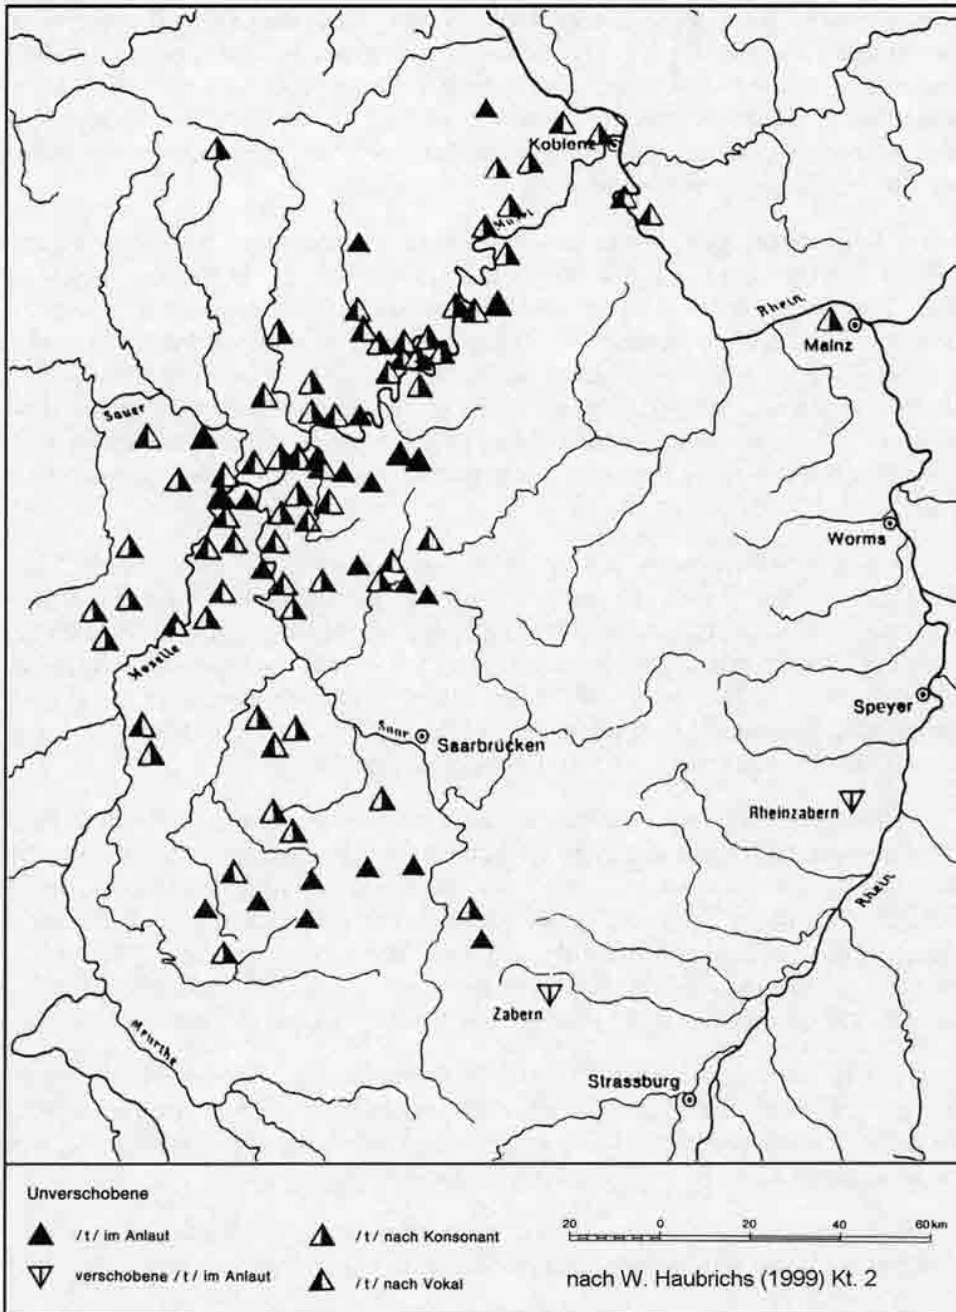 Koblenz
Mosel
Rhein
Mainz
Sauer
Worms
Moselle
Speyer
Saar
Saarbrücken
Rheinzabern
Rhein
Zabern
Meurthe
Strassburg
Unverschobene
/t/ im Anlaut
/t/ nach Konsonant
20 0 20 40 60 km
verschobene /t/ im Anlaut
/t/ nach Vokal
nach W. Haubrichs (1999) Kt. 2